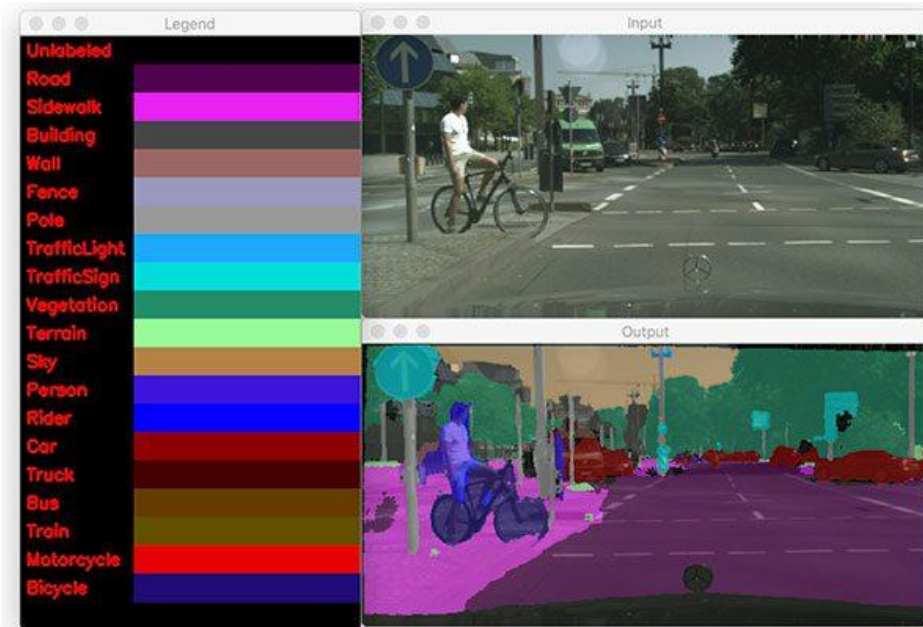 Legend
Unlabeled
Road
Sidewalk
Building
Wall
Fence
Pole
TrafficLight
TrafficSign
Vegetation
Terrain
Sky
Person
Rider
Car
Truck
Bus
Train
Motorcycle
Bicycle
Input
Output